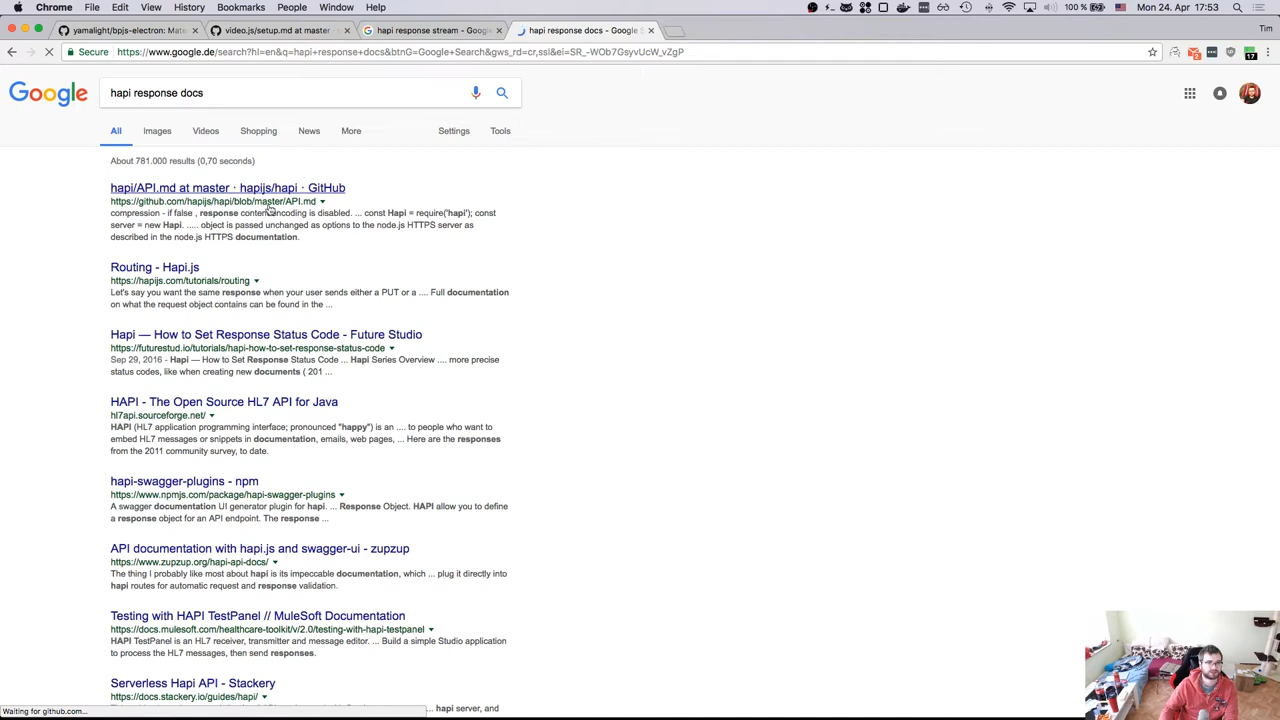 Chrome File Edit View History Bookmarks People Window Help
100 % Mon 24. Apr 17:53
yamalight/bpjs-electron: Mate
video.js/setup.md at master ·
hapi response stream - Google
hapi response docs - Google S
Tim
Secure https://www.google.de/search?hl=en&q=hapi+response+docs&btnG=Google+Search&gws_rd=cr,ssl&ei=SR_-WOb7GsyvUcW_vZgP
17
Google
hapi response docs
All Images Videos Shopping News More Settings Tools
About 781.000 results (0,70 seconds)
hapi/API.md at master · hapijs/hapi · GitHub
https://github.com/hapijs/hapi/blob/master/API.md
compression - if false , response content encoding is disabled. ... const Hapi = require('hapi'); const
server = new Hapi. ..... object is passed unchanged as options to the node.js HTTPS server as
described in the node.js HTTPS documentation.
Routing - Hapi.js
https://hapijs.com/tutorials/routing
Let's say you want the same response when your user sends either a PUT or a .... Full documentation
on what the request object contains can be found in the ...
Hapi — How to Set Response Status Code - Future Studio
https://futurestud.io/tutorials/hapi-how-to-set-response-status-code
Sep 29, 2016 - Hapi — How to Set Response Status Code ... Hapi Series Overview .... more precise
status codes, like when creating new documents ( 201 ...
HAPI - The Open Source HL7 API for Java
hl7api.sourceforge.net/
HAPI (HL7 application programming interface; pronounced "happy") is an .... to people who want to
embed HL7 messages or snippets in documentation, emails, web pages, ... Here are the responses
from the 2011 community survey, to date.
hapi-swagger-plugins - npm
https://www.npmjs.com/package/hapi-swagger-plugins
A swagger documentation UI generator plugin for hapi. ... Response Object. HAPI allow you to define
a response object for an API endpoint. The response ...
API documentation with hapi.js and swagger-ui - zupzup
https://www.zupzup.org/hapi-api-docs/
The thing I probably like most about hapi is its impeccable documentation, which ... plug it directly into
hapi routes for automatic request and response validation.
Testing with HAPI TestPanel // MuleSoft Documentation
https://docs.mulesoft.com/healthcare-toolkit/v/2.0/testing-with-hapi-testpanel
HAPI TestPanel is an HL7 receiver, transmitter and message editor. ... Build a simple Studio application
to process the HL7 messages, then send responses.
Serverless Hapi API - Stackery
https://docs.stackery.io/guides/hapi/
hapi server, and
Waiting for github.com...